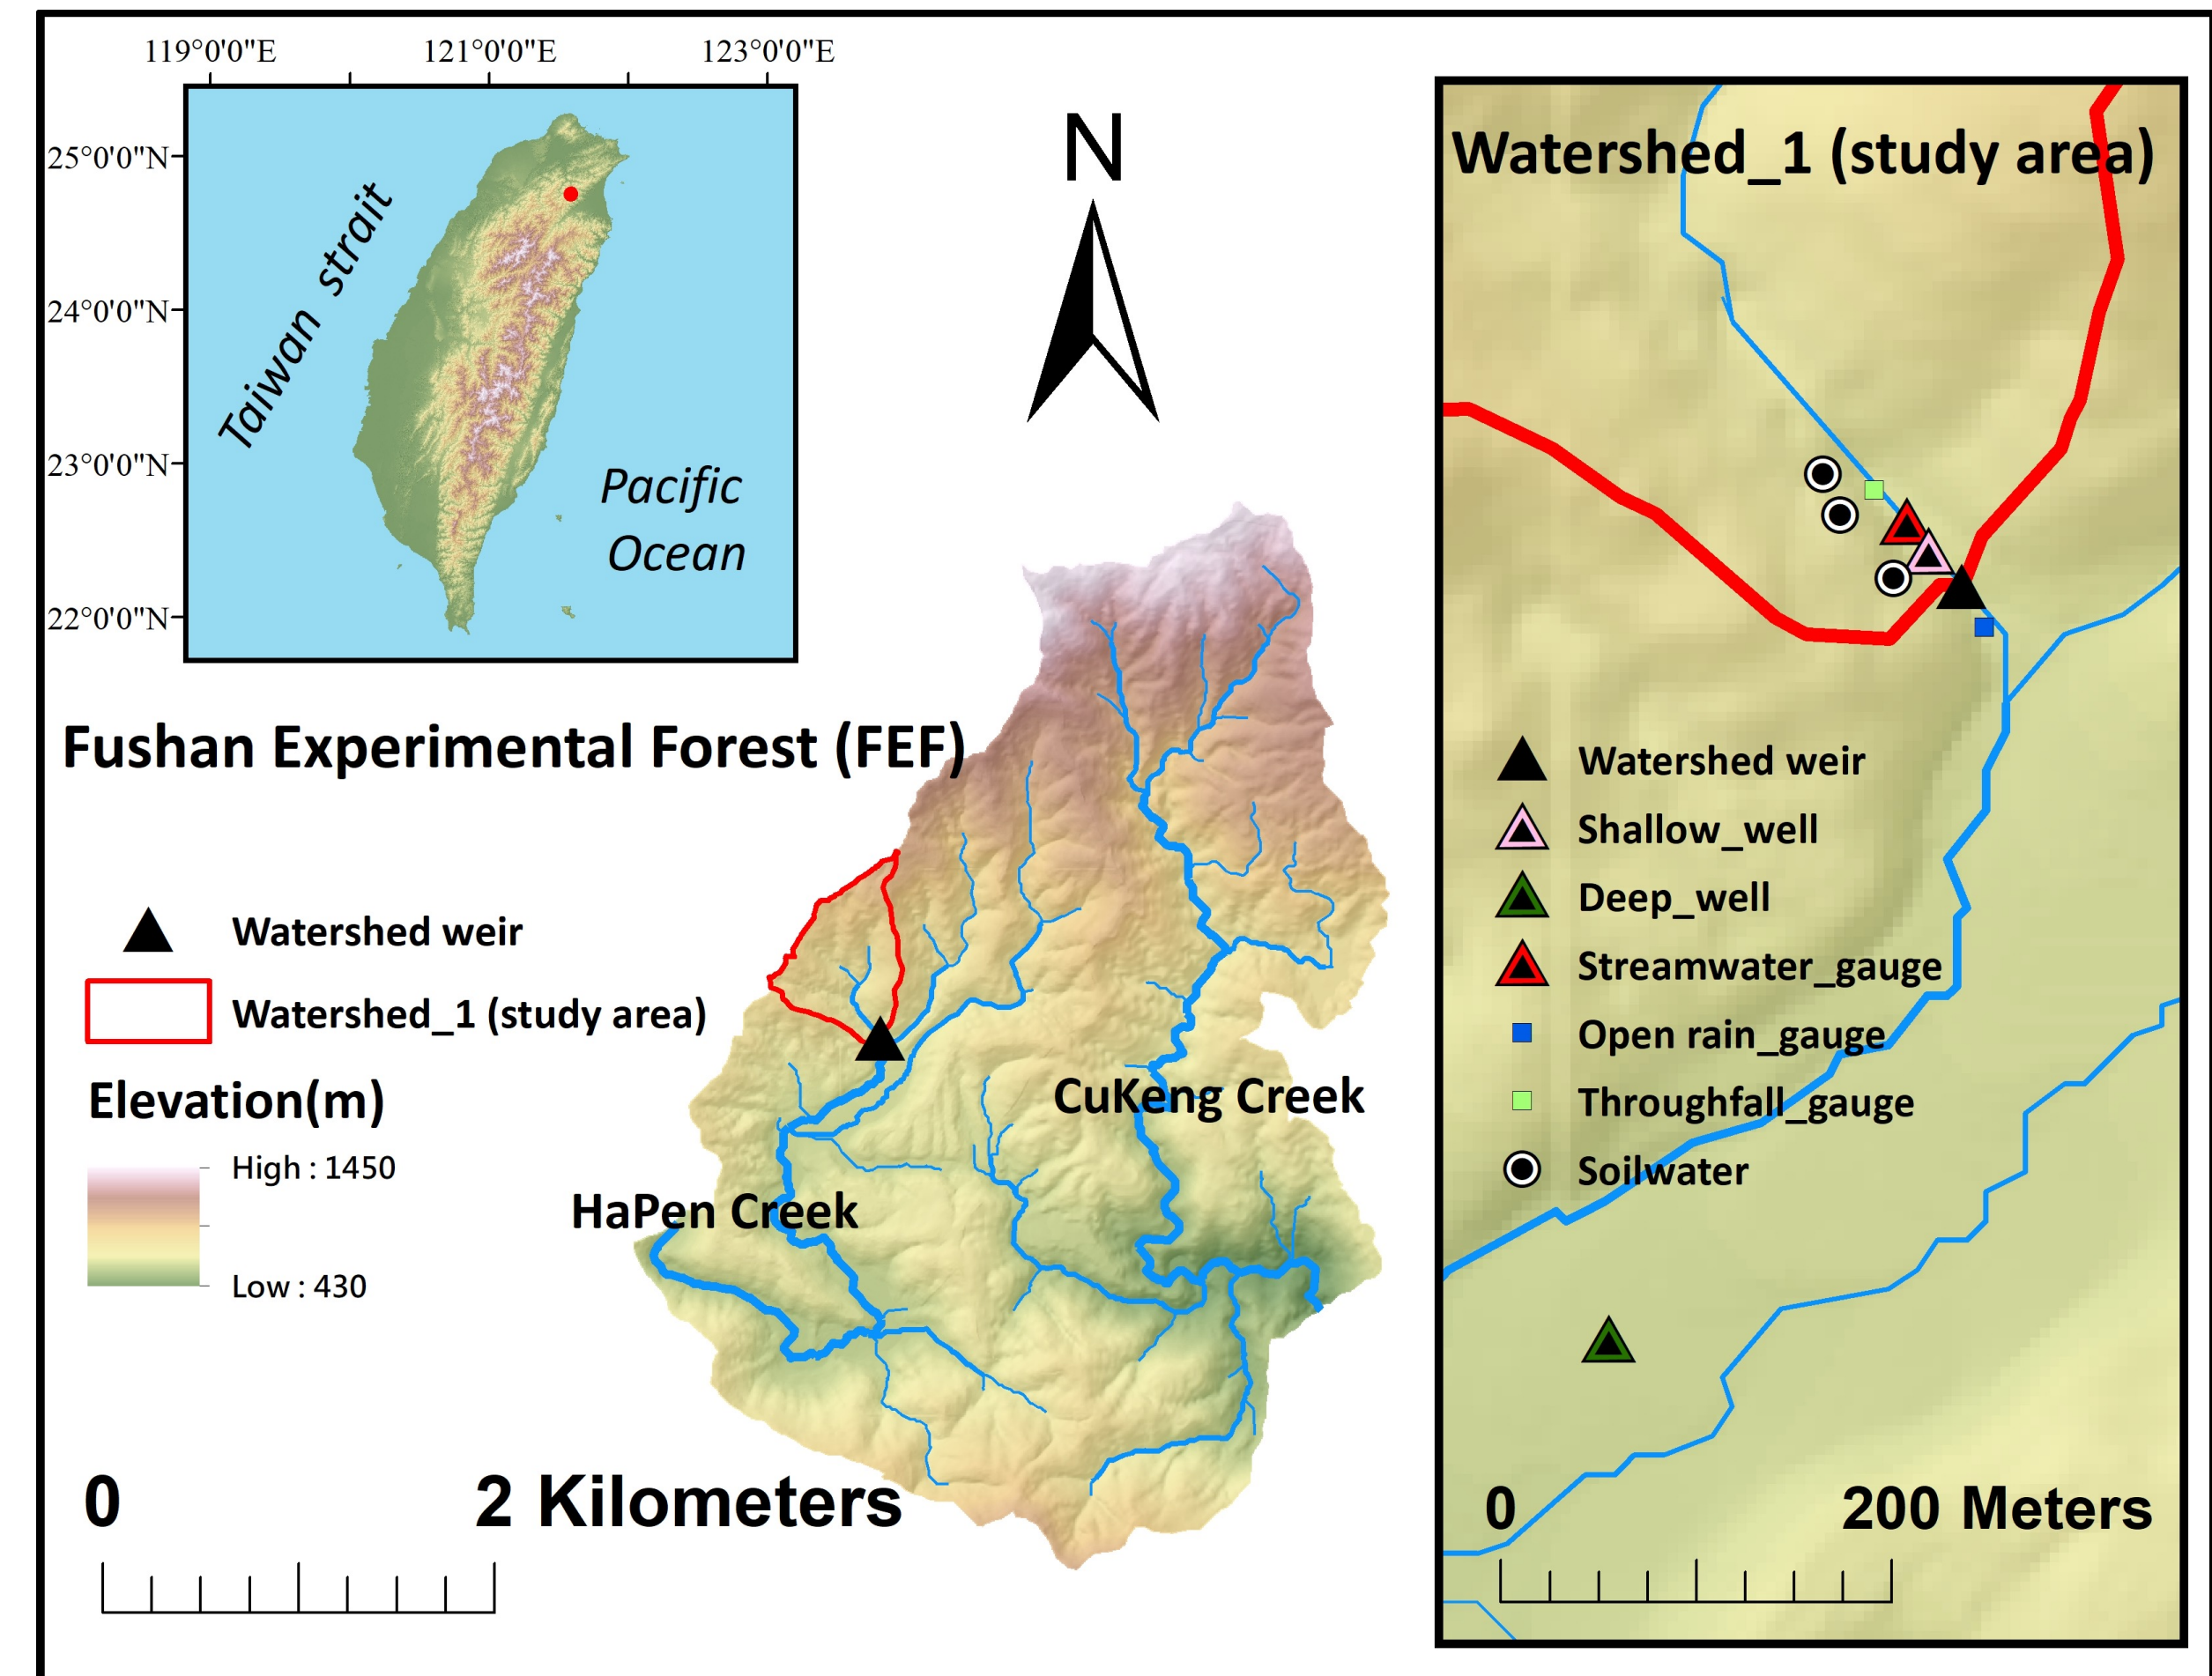 119°0'0"E
121°0'0"E
123°0'0"E
25°0'0"N
24°0'0"N
23°0'0"N
22°0'0"N
Taiwan strait
Pacific
Ocean
N
Fushan Experimental Forest (FEF)
Watershed weir
Watershed_1 (study area)
Elevation(m)
High : 1450
Low : 430
CuKeng Creek
HaPen Creek
0
2 Kilometers
Watershed_1 (study area)
Watershed weir
Shallow_well
Deep_well
Streamwater_gauge
Open rain_gauge
Throughfall_gauge
Soilwater
0
200 Meters